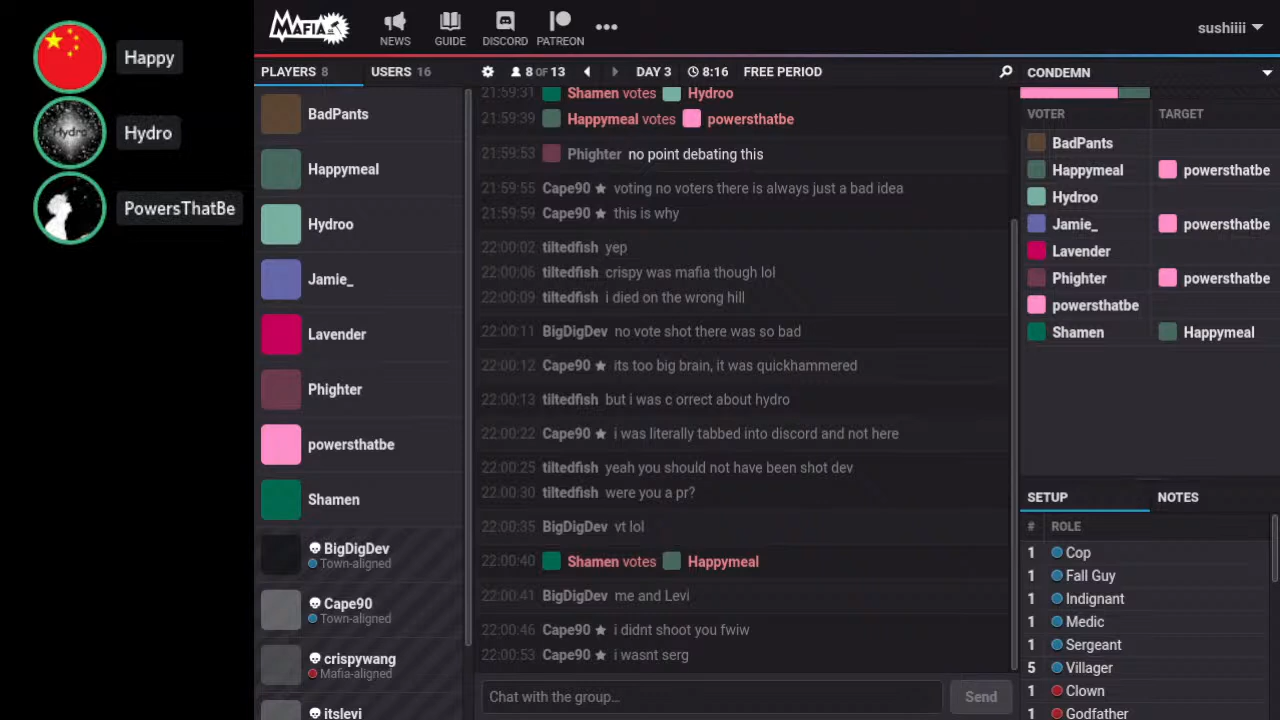 Happy
Hydro
Hydro
PowersThatBe
MAFIA
NEWS
GUIDE
DISCORD
PATREON
sushiiii
PLAYERS 8
USERS 16
8 OF 13
DAY 3
8:16
FREE PERIOD
BadPants
Happymeal
Hydroo
Jamie_
Lavender
Phighter
powersthatbe
Shamen
BigDigDev
Town-aligned
Cape90
Town-aligned
crispywang
Mafia-aligned
itslevi
21:59:31 Shamen votes Hydroo
21:59:39 Happymeal votes powersthatbe
21:59:53 Phighter no point debating this
21:59:55 Cape90 ★ voting no voters there is always just a bad idea
21:59:59 Cape90 ★ this is why
22:00:02 tiltedfish yep
22:00:06 tiltedfish crispy was mafia though lol
22:00:09 tiltedfish i died on the wrong hill
22:00:11 BigDigDev no vote shot there was so bad
22:00:12 Cape90 ★ its too big brain, it was quickhammered
22:00:13 tiltedfish but i was c orrect about hydro
22:00:22 Cape90 ★ i was literally tabbed into discord and not here
22:00:25 tiltedfish yeah you should not have been shot dev
22:00:30 tiltedfish were you a pr?
22:00:35 BigDigDev vt lol
22:00:40 Shamen votes Happymeal
22:00:41 BigDigDev me and Levi
22:00:46 Cape90 ★ i didnt shoot you fwiw
22:00:53 Cape90 ★ i wasnt serg
Chat with the group...
Send
CONDEMN
VOTER TARGET
BadPants
Happymeal powersthatbe
Hydroo
Jamie_ powersthatbe
Lavender
Phighter powersthatbe
powersthatbe
Shamen Happymeal
SETUP
NOTES
# ROLE
1 Cop
1 Fall Guy
1 Indignant
1 Medic
1 Sergeant
5 Villager
1 Clown
1 Godfather